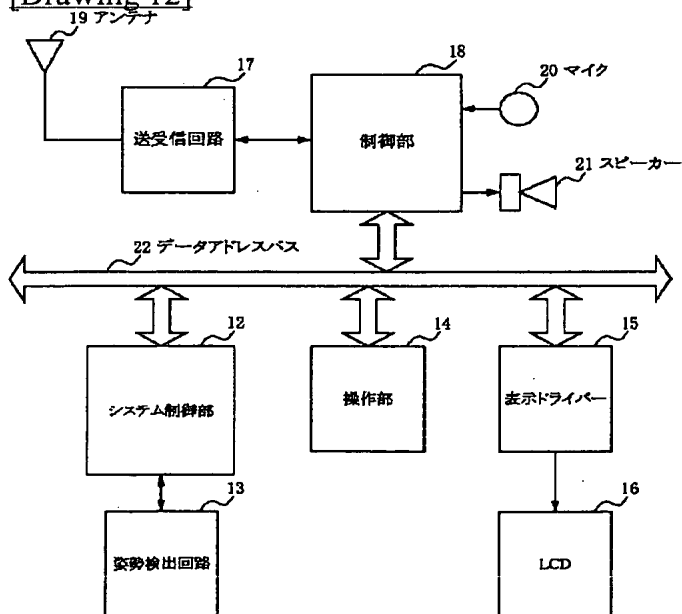 [Drawing 12]
19 アンテナ
17
18
20 マイク
送受信回路
制御部
21 スピーカー
22 データアドレスバス
12
14
15
システム制御部
操作部
表示ドライバー
13
16
姿勢検出回路
LCD